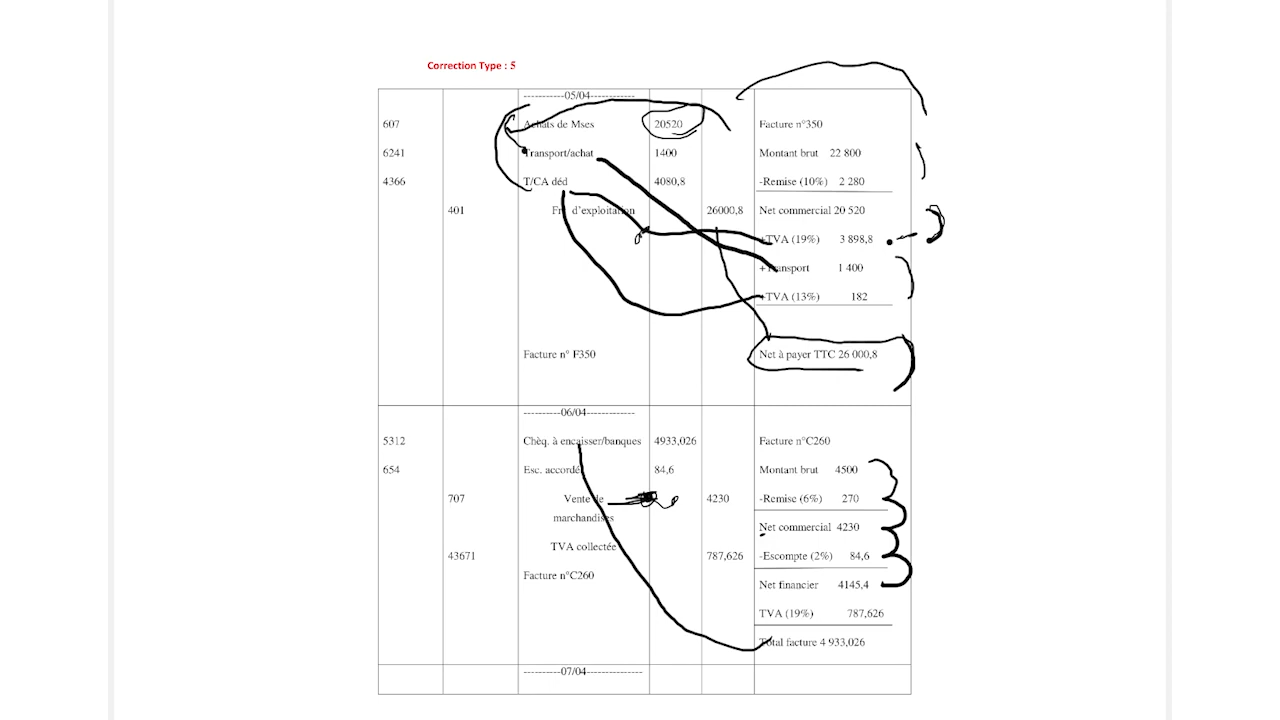 Correction Type : 5
----------05/04------------
607 Achats de Mses 20520 Facture n°350
6241 Transport/achat 1400 Montant brut 22 800
4366 T/CA déd 4080,8 -Remise (10%) 2 280
401 d'exploitation 26000,8 Net commercial 20 520
+TVA (19%) 3 898,8
+Transport 1 400
+TVA (13%) 182
Facture n° F350 Net à payer TTC 26 000,8
----------06/04------------
5312 Chèq. à encaisser/banques 4933,026 Facture n°C260
654 Esc. accordé 84,6 Montant brut 4500
707 Vente de 4230 -Remise (6%) 270
marchandises
Net commercial 4230
TVA collectée
43671 787,626 -Escompte (2%) 84,6
Facture n°C260
Net financier 4145,4
TVA (19%) 787,626
Total facture 4 933,026
----------07/04--------------